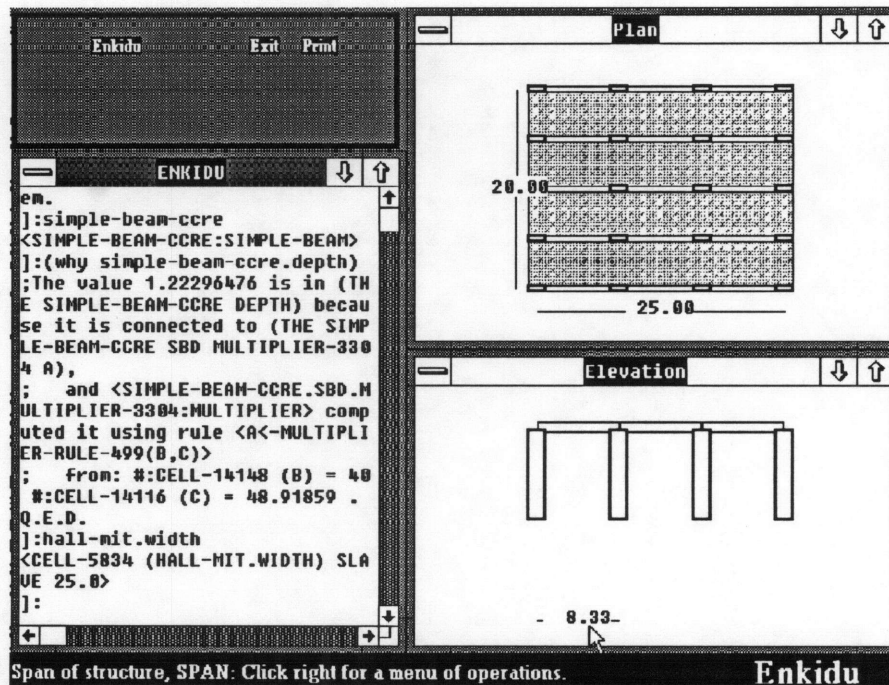 Enkidu Exit Print
ENKIDU
em.
]:simple-beam-ccre
<SIMPLE-BEAM-CCRE:SIMPLE-BEAM>
]:(why simple-beam-ccre.depth)
;The value 1.22296476 is in (TH
E SIMPLE-BEAM-CCRE DEPTH) becau
se it is connected to (THE SIMP
LE-BEAM-CCRE SBD MULTIPLIER-330
4 A),
;   and <SIMPLE-BEAM-CCRE.SBD.M
ULTIPLIER-3304:MULTIPLIER> comp
uted it using rule <A<-MULTIPLI
ER-RULE-499(B,C)>
;   from: #:CELL-14148 (B) = 40
#:CELL-14116 (C) = 48.91859 .
Q.E.D.
]:hall-mit.width
<CELL-5834 (HALL-MIT.WIDTH) SLA
VE 25.0>
]:
Plan
20.00
25.00
Elevation
8.33
Span of structure, SPAN: Click right for a menu of operations.
Enkidu